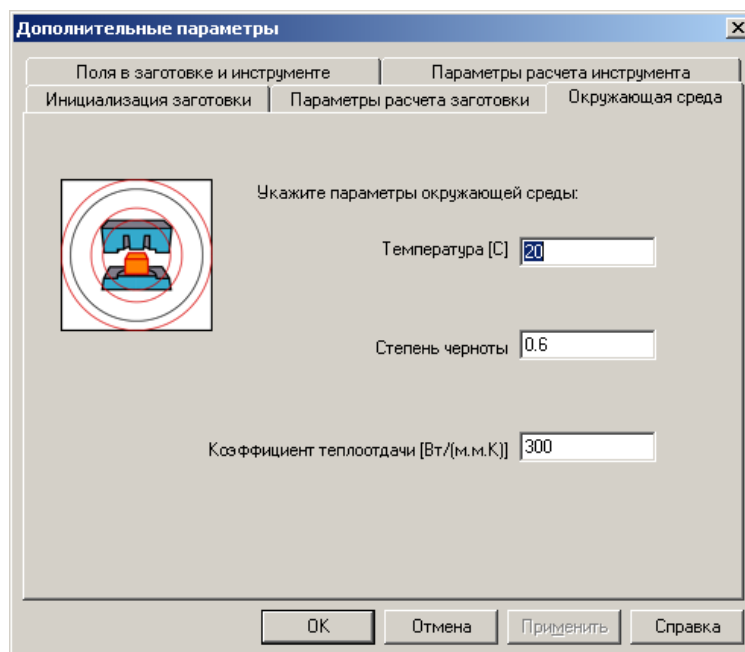 Дополнительные параметры
Поля в заготовке и инструменте
Параметры расчета инструмента
Инициализация заготовки
Параметры расчета заготовки
Окружающая среда
Укажите параметры окружающей среды:
Температура [С] 20
Степень черноты 0.6
Коэффициент теплоотдачи [Вт/(м.м.К)] 300
ОК
Отмена
Применить
Справка